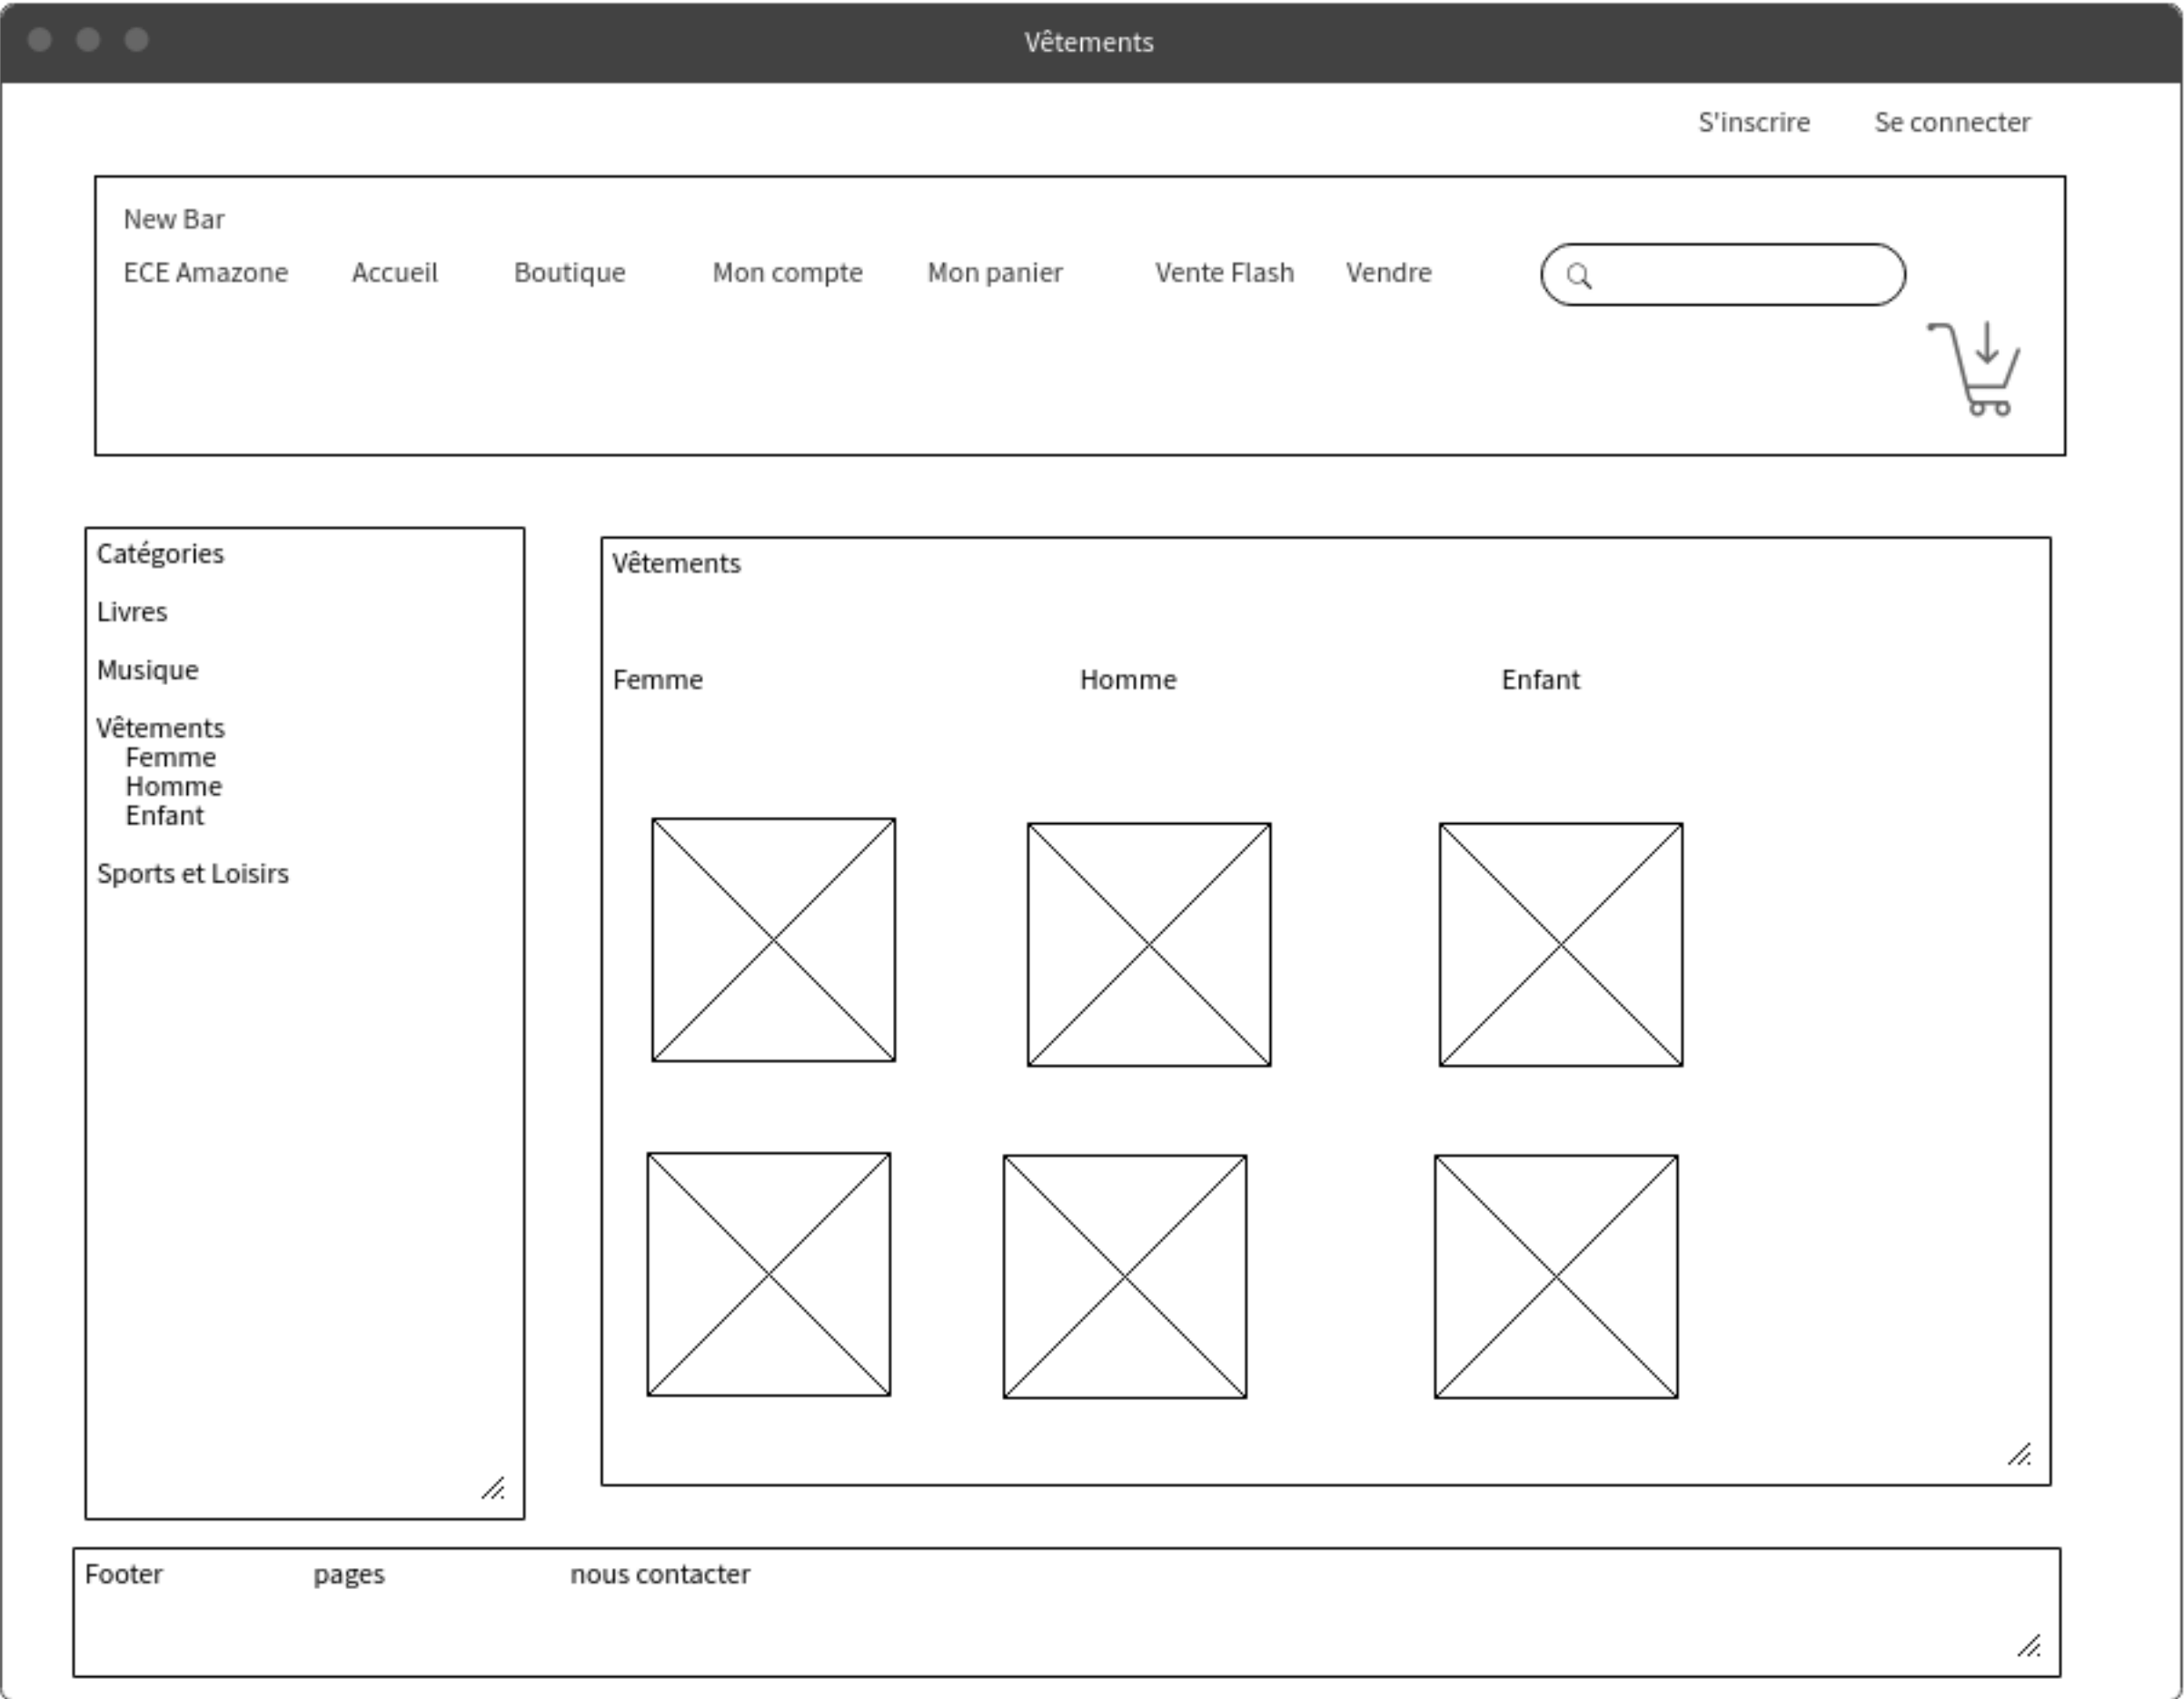 Vêtements
S'inscrire Se connecter
New Bar
ECE Amazone Accueil Boutique Mon compte Mon panier Vente Flash Vendre
Catégories
Livres
Musique
Vêtements
Femme
Homme
Enfant
Sports et Loisirs
Vêtements
Femme Homme Enfant
Footer pages nous contacter